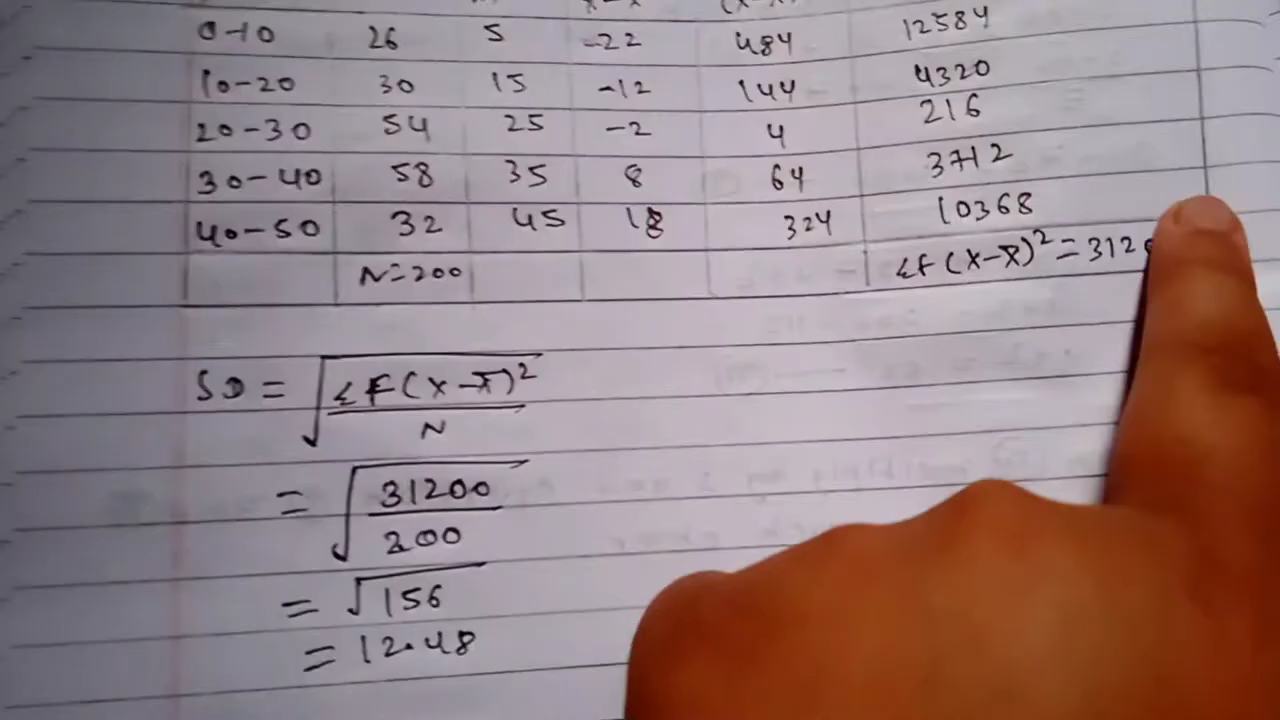 0-10 26 5 -22 484 12584
10-20 30 15 -12 144 4320
20-30 54 25 -2 4 216
30-40 58 35 8 64 3712
40-50 32 45 18 324 10368
N=200 Σf(x-x̄)²=312
SD = √Σf(x-x̄)²
N
= √31200
200
= √156
= 12.48